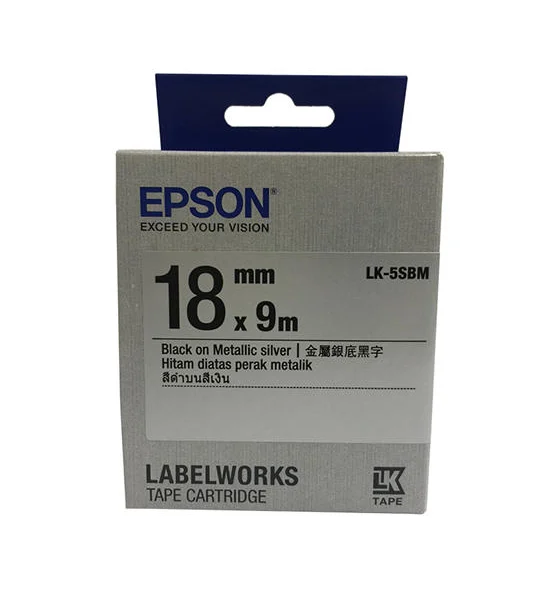 EPSON®
EXCEED YOUR VISION
18 mm x 9m
LK-5SBM
Black on Metallic silver | 金屬銀底黑字
Hitam diatas perak metalik
สีดำบนสีเงิน
LABELWORKS
TAPE CARTRIDGE
LK
TAPE